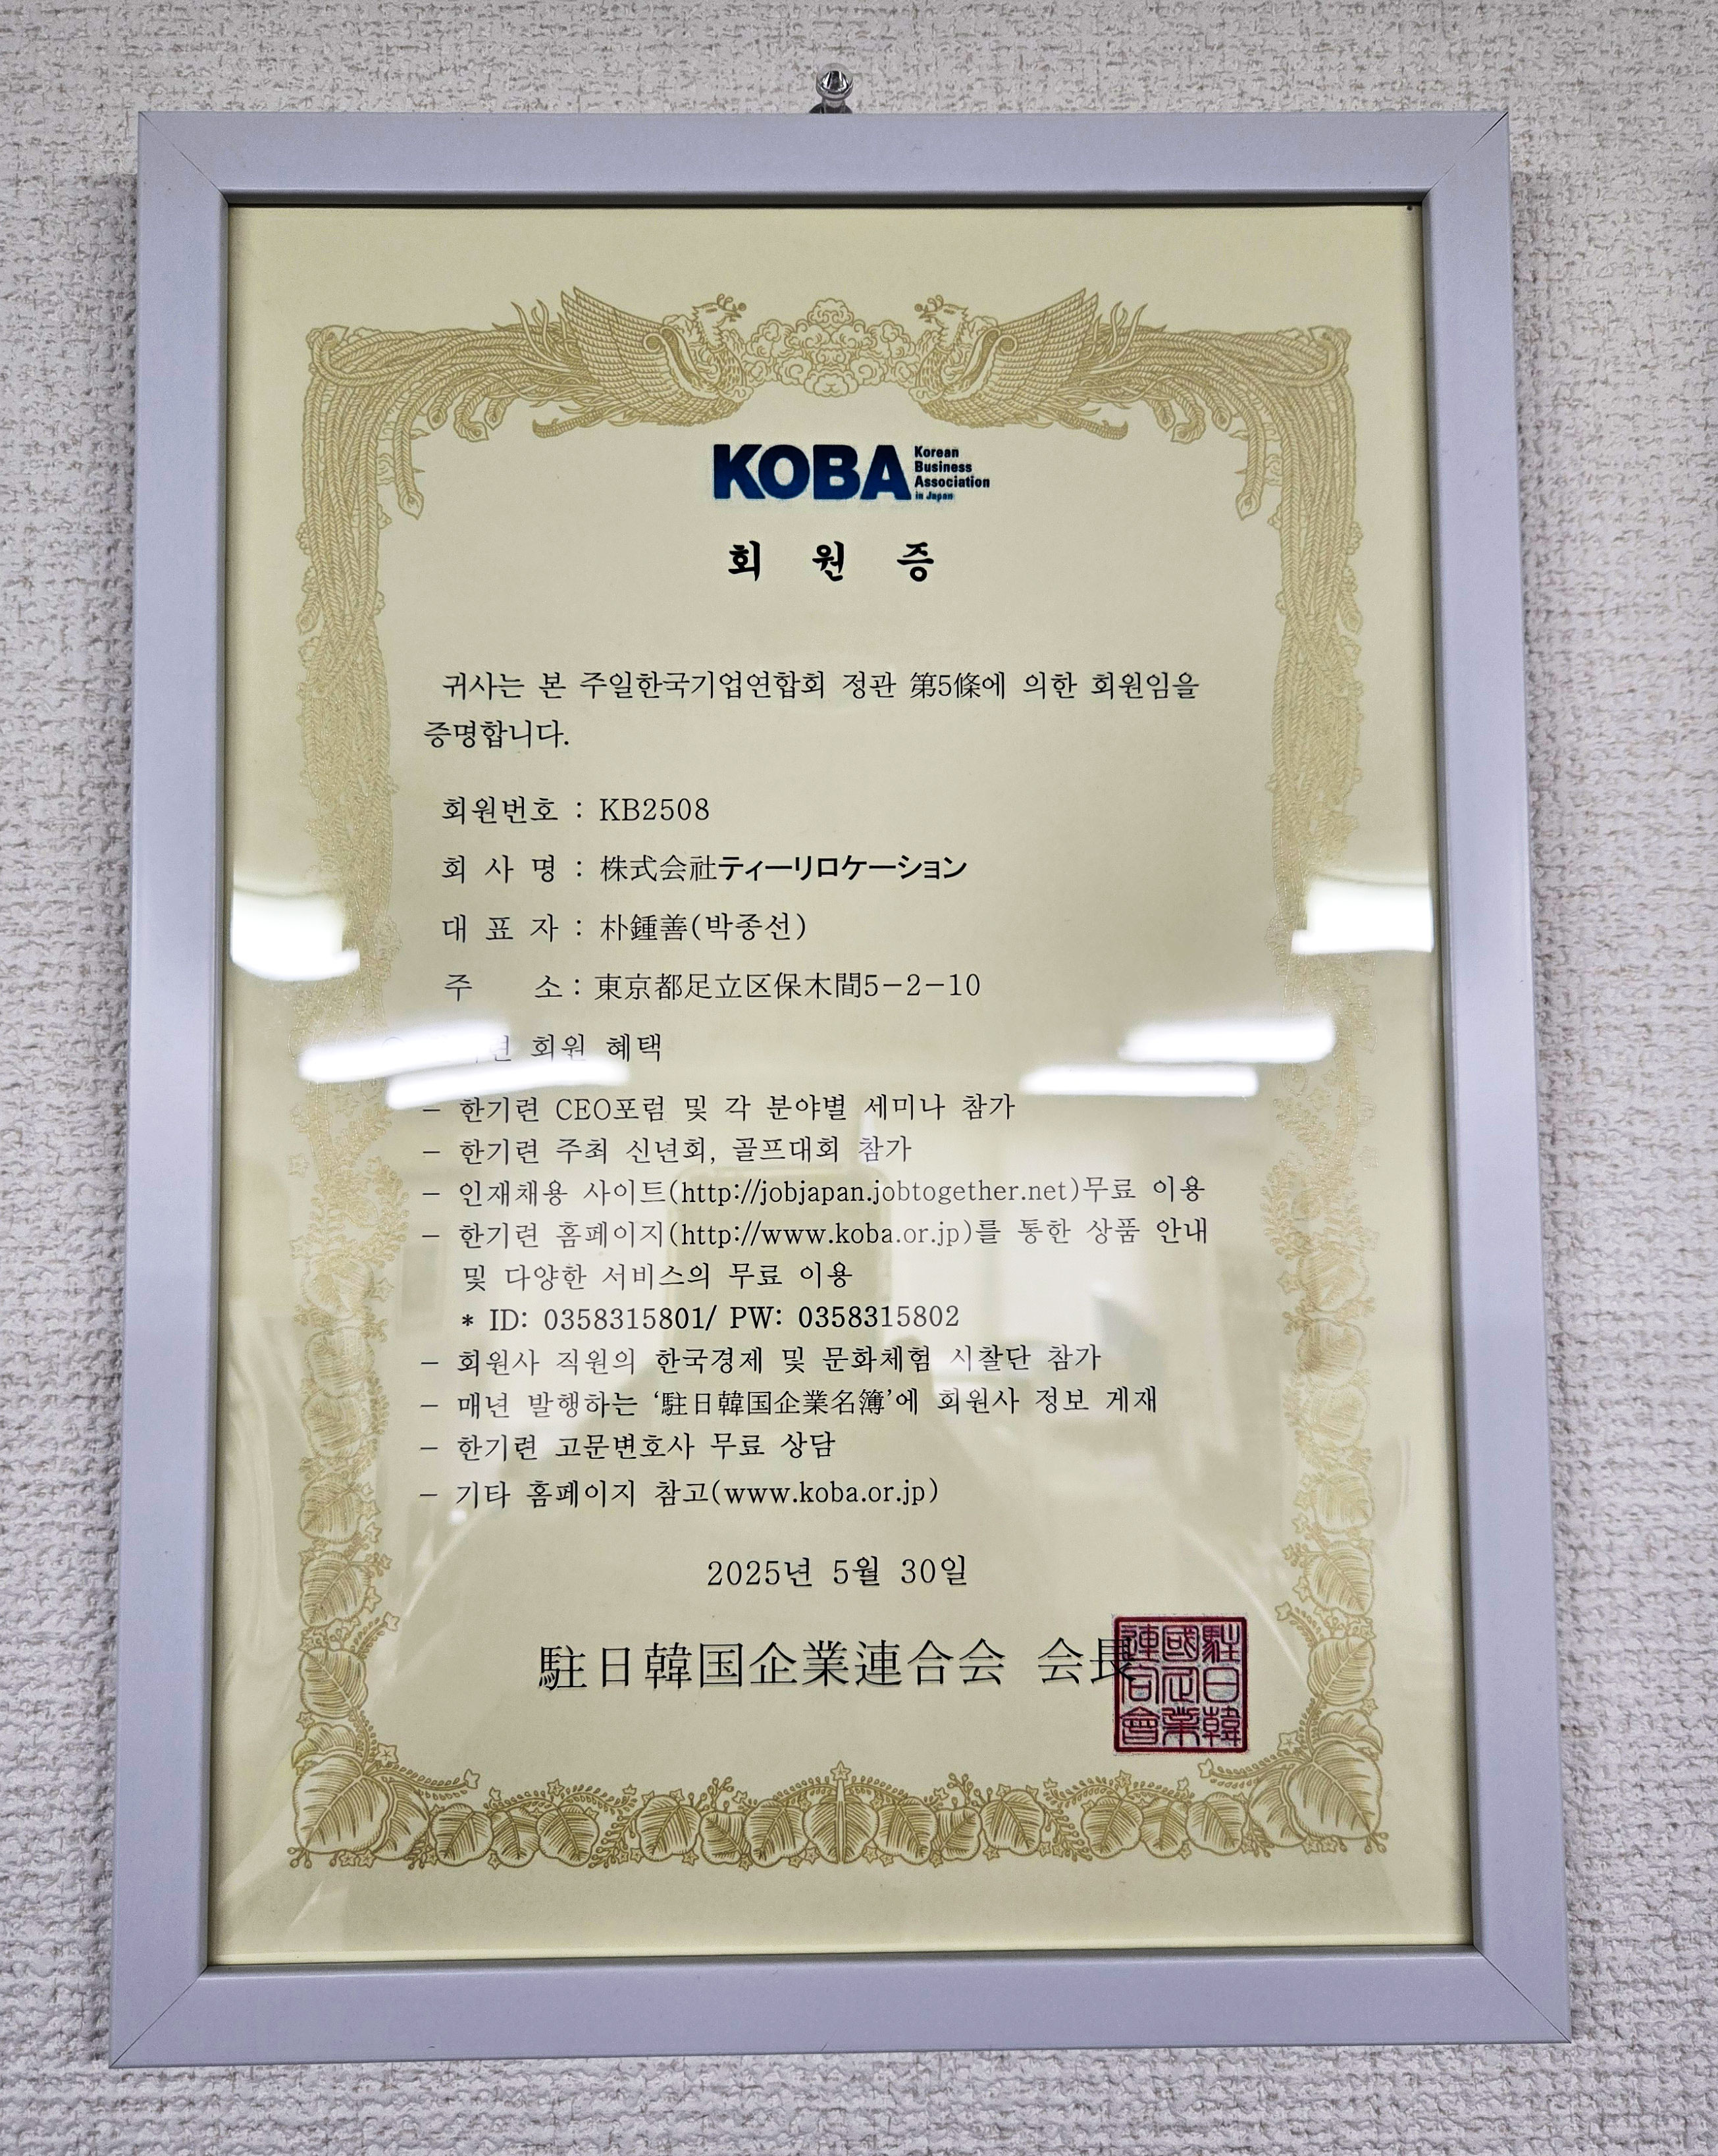 KOBA
Korean
Business
Association
in Japan
회 원 증
귀사는 본 주일한국기업연합회 정관 第5條에 의한 회원임을
증명합니다.
회원번호 : KB2508
회 사 명 : 株式会社ティーリロケーション
대 표 자 : 朴鍾善(박종선)
주 소 : 東京都足立区保木間5-2-10
회원 혜택
- 한기련 CEO포럼 및 각 분야별 세미나 참가
- 한기련 주최 신년회, 골프대회 참가
- 인재채용 사이트(http://jobjapan.jobtogether.net)무료 이용
- 한기련 홈페이지(http://www.koba.or.jp)를 통한 상품 안내
및 다양한 서비스의 무료 이용
* ID: 0358315801/ PW: 0358315802
- 회원사 직원의 한국경제 및 문화체험 시찰단 참가
- 매년 발행하는 '駐日韓国企業名簿'에 회원사 정보 게재
- 한기련 고문변호사 무료 상담
- 기타 홈페이지 참고(www.koba.or.jp)
2025년 5월 30일
駐日韓国企業連合会 会長
駐日韓
國企業
連合會